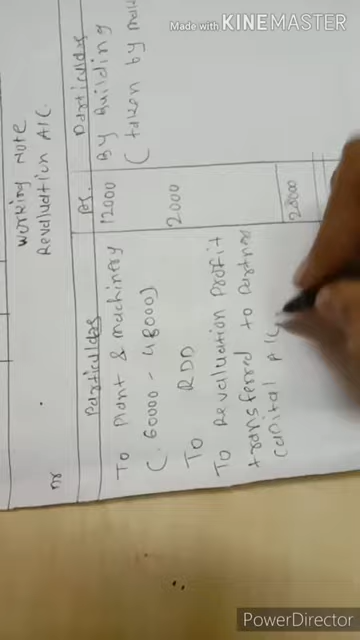 Made with KINEMASTER
Working Note
Revaluation A/C.
Dr
Particulars
Rs.
Particulars
To Plant & Machinery 12000
By Building
(60000 - 48000)
(taken by
To RDD 2000
To Revaluation Profit
transferred to Partner
Capital A/C
PowerDirector